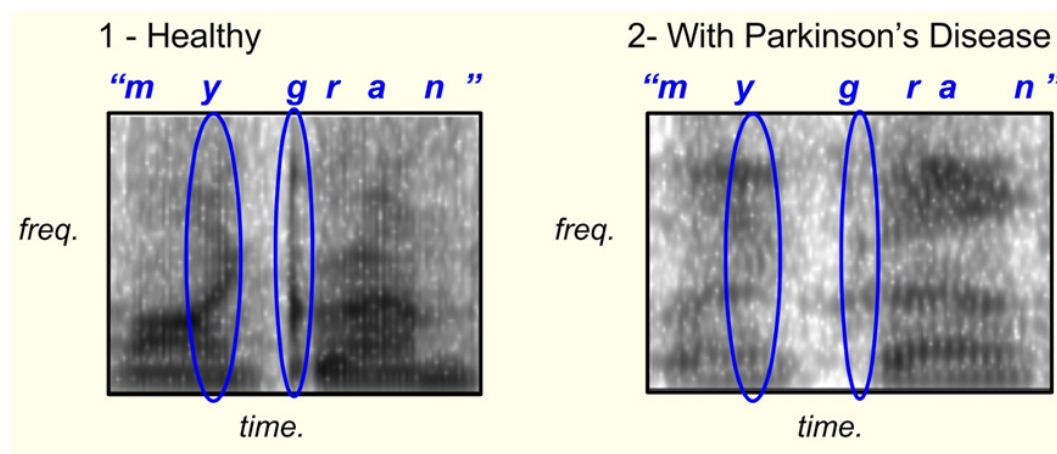 1 - Healthy
“m y g r a n ”
freq.
time.
2- With Parkinson’s Disease
“m y g r a n ”
freq.
time.